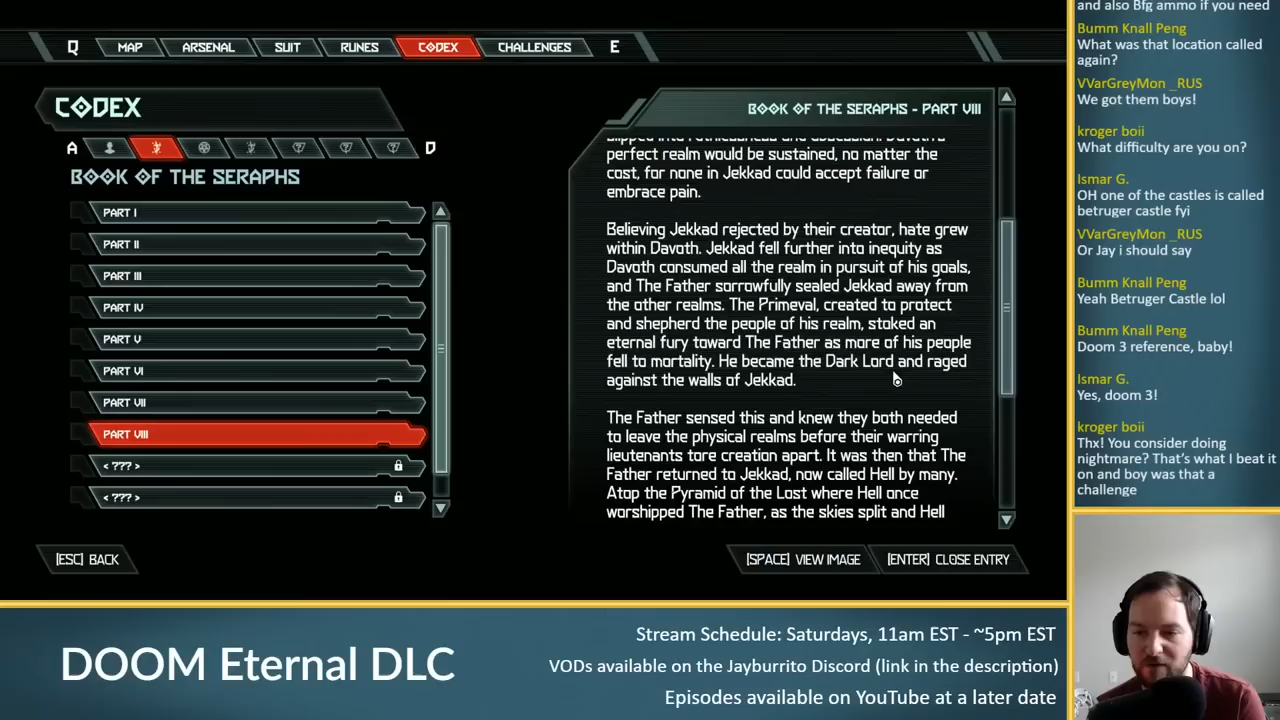 Q MAP ARSENAL SUIT RUNES CODEX CHALLENGES E
CODEX
A D
BOOK OF THE SERAPHS
PART I
PART II
PART III
PART IV
PART V
PART VI
PART VII
PART VIII
< ??? >
< ??? >
[ESC] BACK
BOOK OF THE SERAPHS - PART VIII
perfect realm would be sustained, no matter the
cost, for none in Jekkad could accept failure or
embrace pain.
Believing Jekkad rejected by their creator, hate grew
within Davoth. Jekkad fell further into inequity as
Davoth consumed all the realm in pursuit of his goals,
and The Father sorrowfully sealed Jekkad away from
the other realms. The Primeval, created to protect
and shepherd the people of his realm, stoked an
eternal fury toward The Father as more of his people
fell to mortality. He became the Dark Lord and raged
against the walls of Jekkad.
The Father sensed this and knew they both needed
to leave the physical realms before their warring
lieutenants tore creation apart. It was then that The
Father returned to Jekkad, now called Hell by many.
Atop the Pyramid of the Lost where Hell once
worshipped The Father, as the skies split and Hell
[SPACE] VIEW IMAGE [ENTER] CLOSE ENTRY
and also Bfg ammo if you need
Bumm Knall Peng
What was that location called
again?
VVarGreyMon _RUS
We got them boys!
kroger boii
What difficulty are you on?
Ismar G.
OH one of the castles is called
betruger castle fyi
VVarGreyMon _RUS
Or Jay i should say
Bumm Knall Peng
Yeah Betruger Castle lol
Bumm Knall Peng
Doom 3 reference, baby!
Ismar G.
Yes, doom 3!
kroger boii
Thx! You consider doing
nightmare? That's what I beat it
on and boy was that a
challenge
DOOM Eternal DLC
Stream Schedule: Saturdays, 11am EST - ~5pm EST
VODs available on the Jayburrito Discord (link in the description)
Episodes available on YouTube at a later date